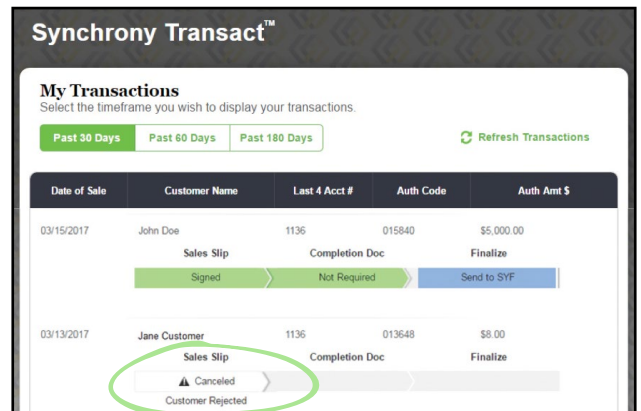 Synchrony Transact™
My Transactions
Select the timeframe you wish to display your transactions.
Past 30 Days Past 60 Days Past 180 Days Refresh Transactions
Date of Sale Customer Name Last 4 Acct # Auth Code Auth Amt $
03/15/2017 John Doe 1136 015840 $5,000.00
Sales Slip Completion Doc Finalize
Signed Not Required Send to SYF
03/13/2017 Jane Customer 1136 013648 $8.00
Sales Slip Completion Doc Finalize
Canceled
Customer Rejected